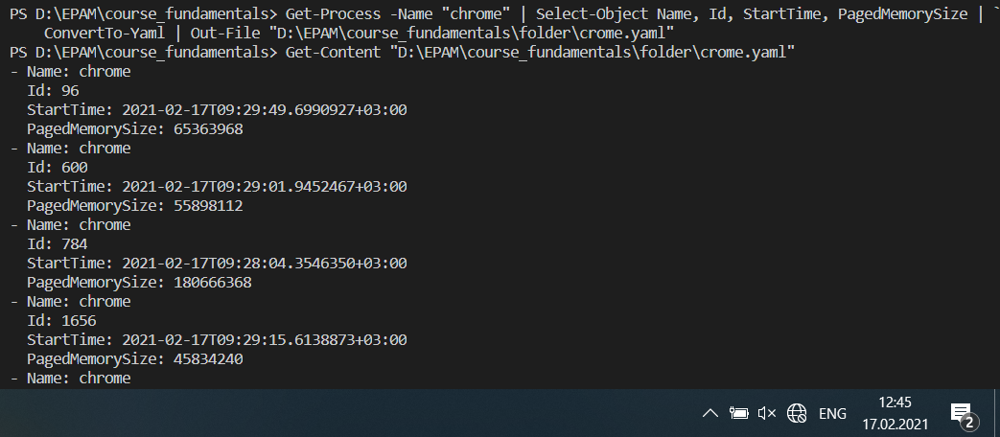 PS D:\EPAM\course_fundamentals> Get-Process -Name "chrome" | Select-Object Name, Id, StartTime, PagedMemorySize | `
    ConvertTo-Yaml | Out-File "D:\EPAM\course_fundamentals\folder\crome.yaml"
PS D:\EPAM\course_fundamentals> Get-Content "D:\EPAM\course_fundamentals\folder\crome.yaml"
- Name: chrome
  Id: 96
  StartTime: 2021-02-17T09:29:49.6990927+03:00
  PagedMemorySize: 65363968
- Name: chrome
  Id: 600
  StartTime: 2021-02-17T09:29:01.9452467+03:00
  PagedMemorySize: 55898112
- Name: chrome
  Id: 784
  StartTime: 2021-02-17T09:28:04.3546350+03:00
  PagedMemorySize: 180666368
- Name: chrome
  Id: 1656
  StartTime: 2021-02-17T09:29:15.6138873+03:00
  PagedMemorySize: 45834240
- Name: chrome
ENG
12:45
17.02.2021
2